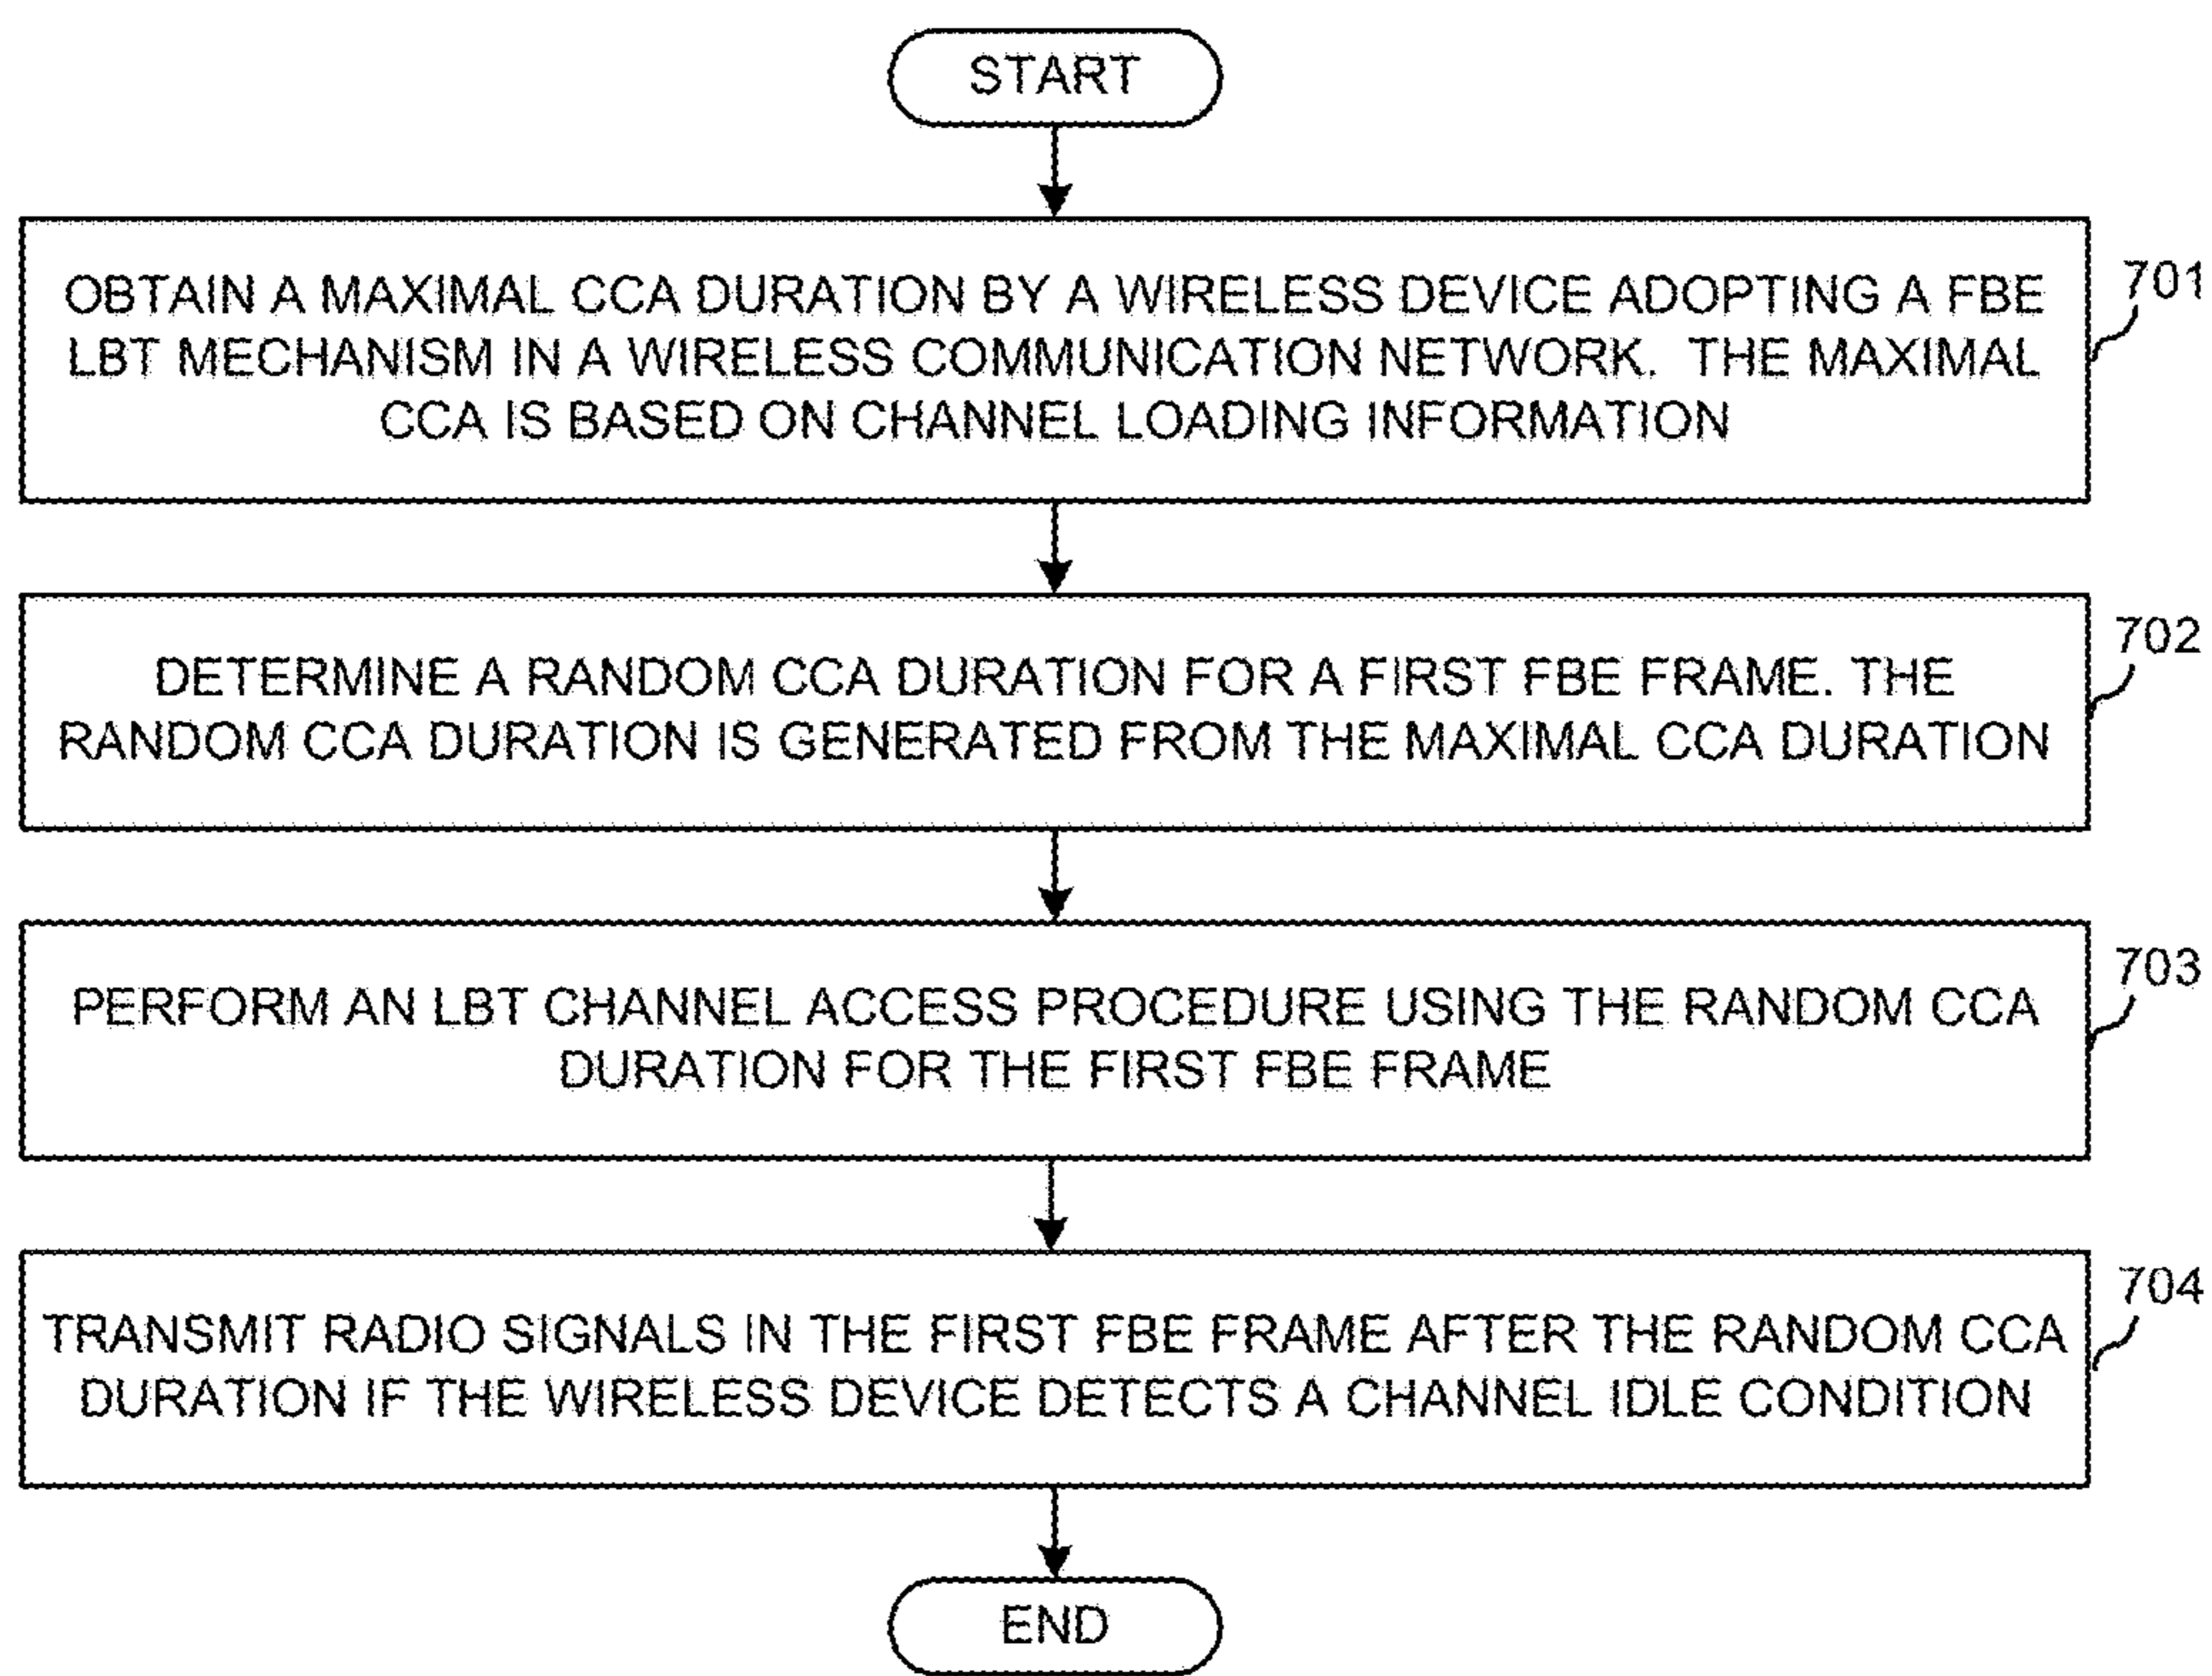 START
OBTAIN A MAXIMAL CCA DURATION BY A WIRELESS DEVICE ADOPTING A FBE
LBT MECHANISM IN A WIRELESS COMMUNICATION NETWORK. THE MAXIMAL
CCA IS BASED ON CHANNEL LOADING INFORMATION
701
DETERMINE A RANDOM CCA DURATION FOR A FIRST FBE FRAME. THE
RANDOM CCA DURATION IS GENERATED FROM THE MAXIMAL CCA DURATION
702
PERFORM AN LBT CHANNEL ACCESS PROCEDURE USING THE RANDOM CCA
DURATION FOR THE FIRST FBE FRAME
703
TRANSMIT RADIO SIGNALS IN THE FIRST FBE FRAME AFTER THE RANDOM CCA
DURATION IF THE WIRELESS DEVICE DETECTS A CHANNEL IDLE CONDITION
704
END